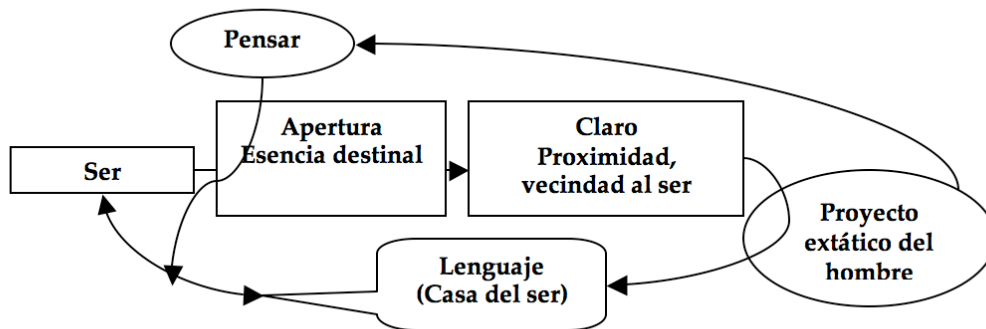 Pensar
Ser
Apertura
Esencia destinal
Claro
Proximidad,
vecindad al ser
Proyecto
extático del
hombre
Lenguaje
(Casa del ser)